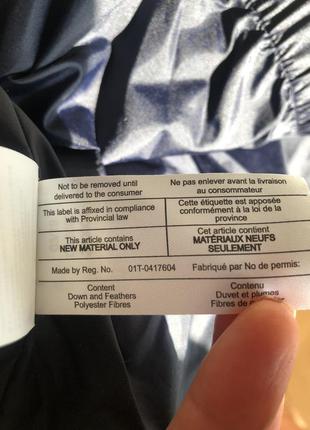 Not to be removed until
delivered to the consumer
Ne pas enlever avant la livraison
au consommateur
This label is affixed in compliance
with Provincial law
Cette étiquette est apposée
conformément à la loi de la
province
This article contains
NEW MATERIAL ONLY
Cet article contient
MATÉRIAUX NEUFS
SEULEMENT
Made by Reg. No. 01T-0417604 Fabriqué par No de permis:
Content
Down and Feathers
Polyester Fibres
Contenu
Duvet et plumes
Fibres de